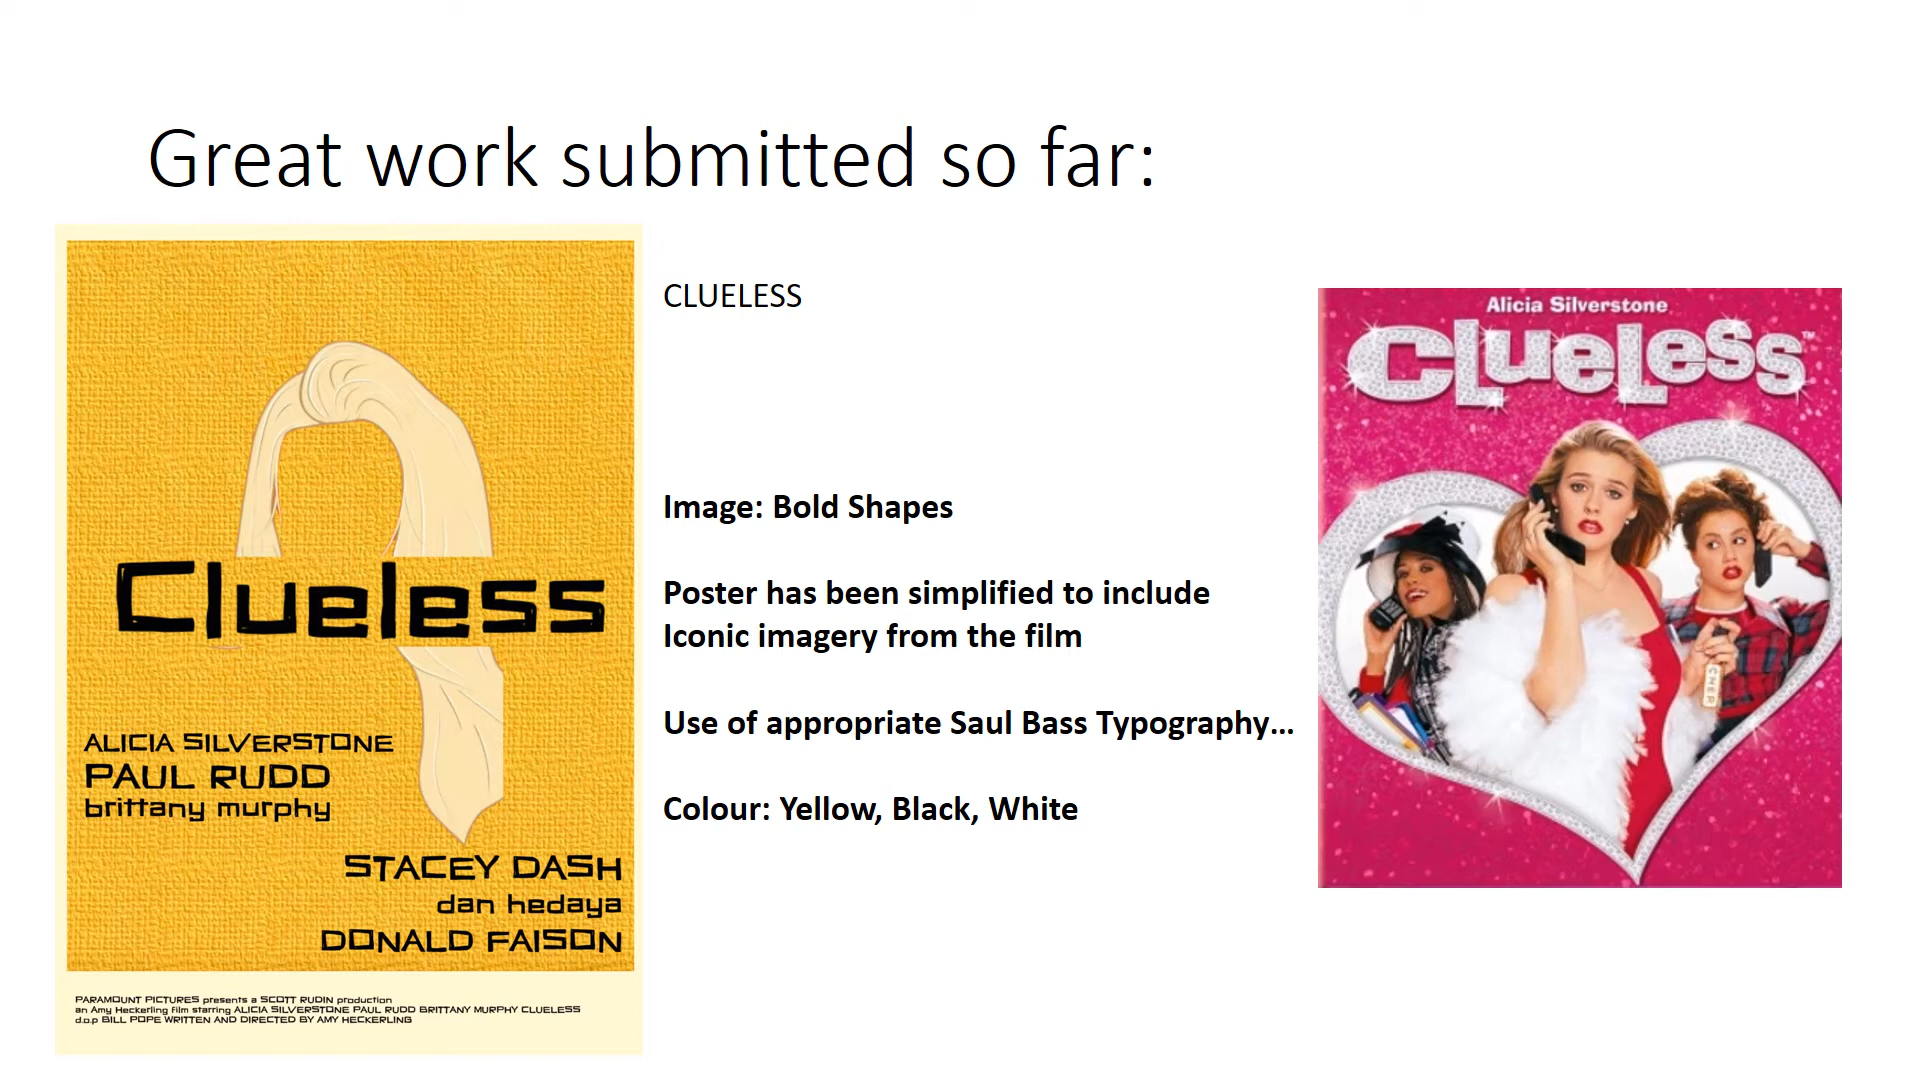 Great work submitted so far:
Clueless
ALICIA SILVERSTONE
PAUL RUDD
brittany murphy
STACEY DASH
dan hedaya
DONALD FAISON
PARAMOUNT PICTURES presents a SCOTT RUDIN production
an Amy Heckerling film starring ALICIA SILVERSTONE PAUL RUDD BRITTANY MURPHY CLUELESS
d.o.p BILL POPE WRITTEN AND DIRECTED BY AMY HECKERLING
CLUELESS
Image: Bold Shapes
Poster has been simplified to include
Iconic imagery from the film
Use of appropriate Saul Bass Typography...
Colour: Yellow, Black, White
Alicia Silverstone
Clueless™
CHER